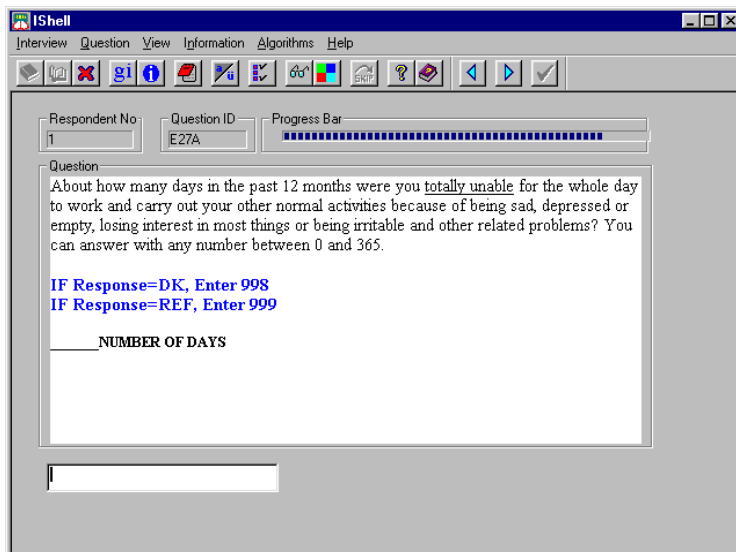 IShell
Interview Question View Information Algorithms Help
gi i a/ü SKIP ?
Respondent No Question ID Progress Bar
1 E27A
Question
About how many days in the past 12 months were you totally unable for the whole day
to work and carry out your other normal activities because of being sad, depressed or
empty, losing interest in most things or being irritable and other related problems? You
can answer with any number between 0 and 365.
IF Response=DK, Enter 998
IF Response=REF, Enter 999
______NUMBER OF DAYS